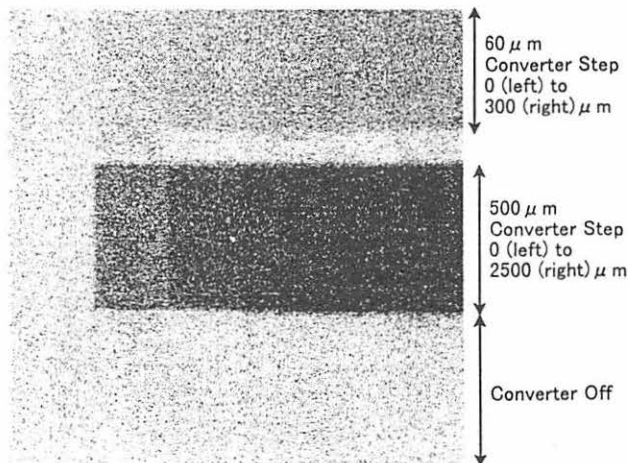 60 μ m
Converter Step
0 (left) to
300 (right) μ m
500 μ m
Converter Step
0 (left) to
2500 (right) μ m
Converter Off